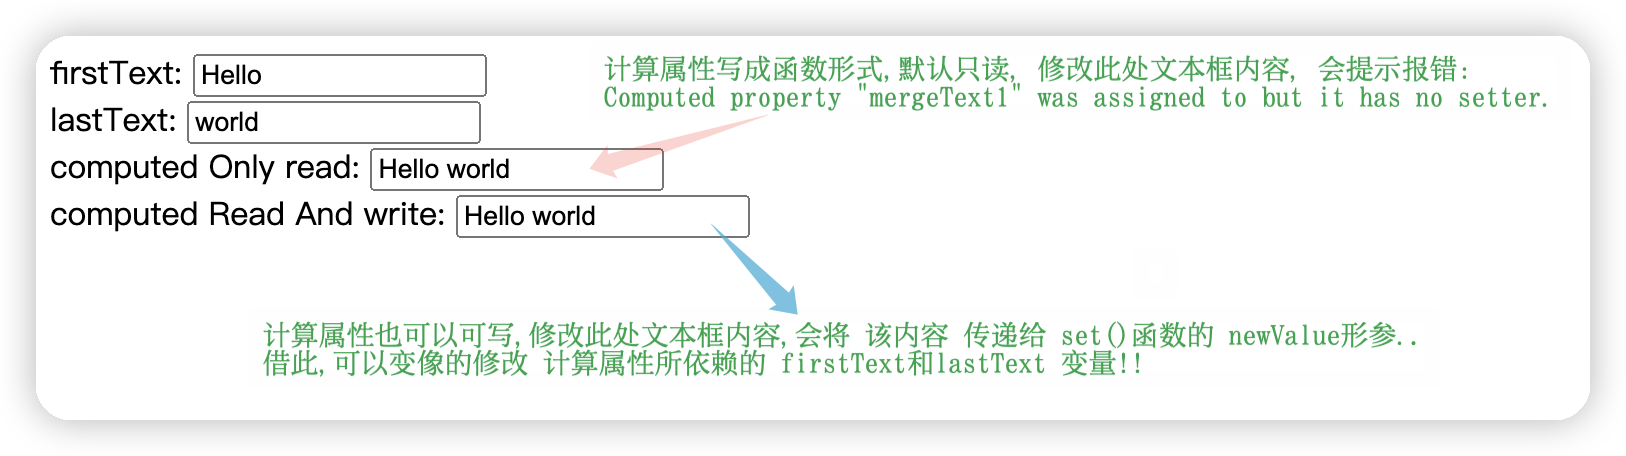 firstText: Hello
计算属性写成函数形式,默认只读, 修改此处文本框内容, 会提示报错:
Computed property "mergeText1" was assigned to but it has no setter.
lastText: world
computed Only read: Hello world
computed Read And write: Hello world
计算属性也可以可写,修改此处文本框内容,会将 该内容 传递给 set()函数的 newValue形参..
借此,可以变像的修改 计算属性所依赖的 firstText和lastText 变量!!